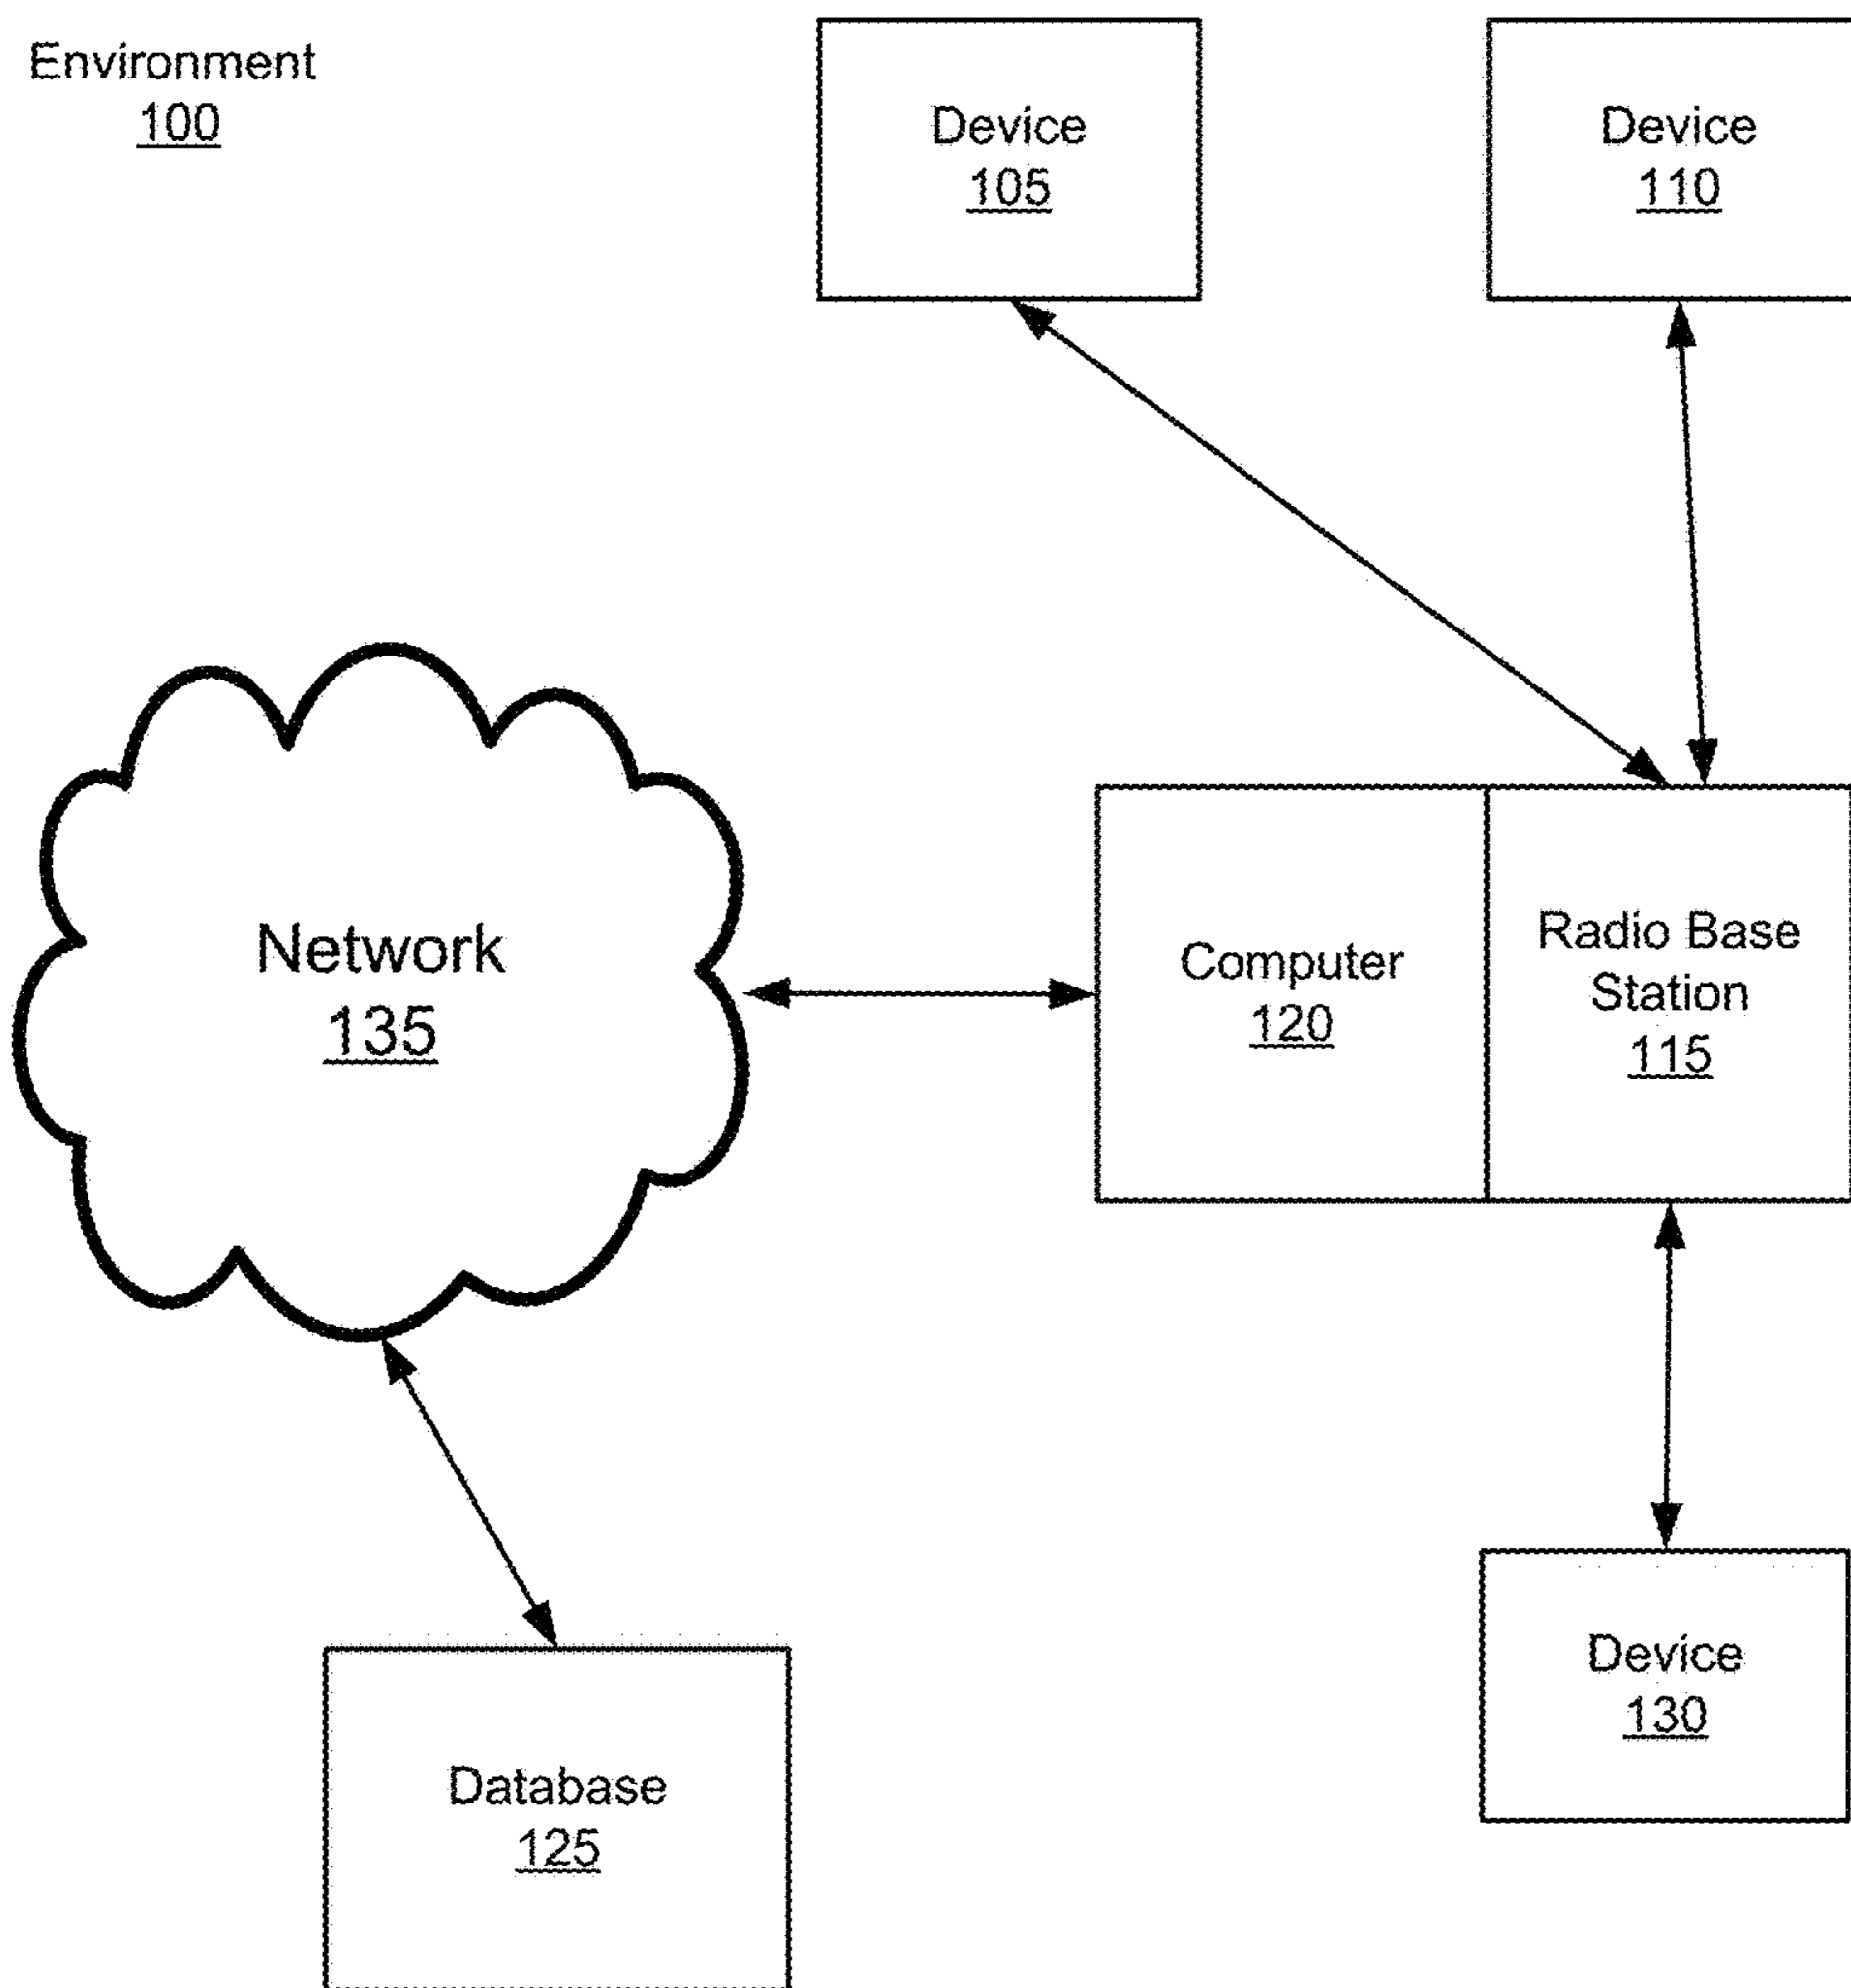 Environment
100
Device
105
Device
110
Network
135
Computer
120
Radio Base
Station
115
Device
130
Database
125